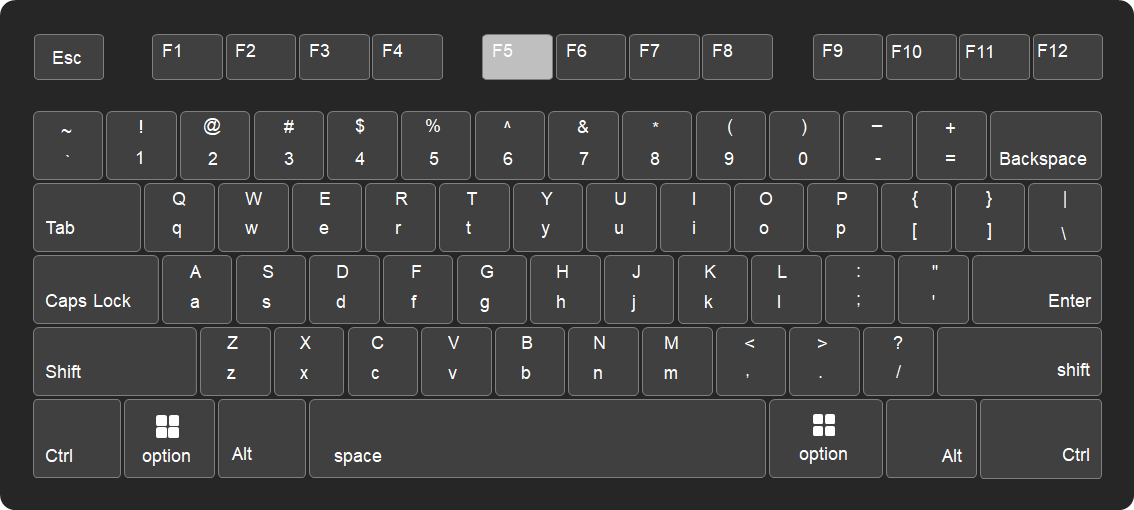 Esc F1 F2 F3 F4 F5 F6 F7 F8 F9 F10 F11 F12
~ ! @ # $ % ^ & * ( ) – +
` 1 2 3 4 5 6 7 8 9 0 - = Backspace
Q W E R T Y U I O P { } |
Tab q w e r t y u i o p [ ] \
A S D F G H J K L : "
Caps Lock a s d f g h j k l ; ' Enter
Z X C V B N M < > ?
Shift z x c v b n m , . / shift
Ctrl option Alt space option Alt Ctrl